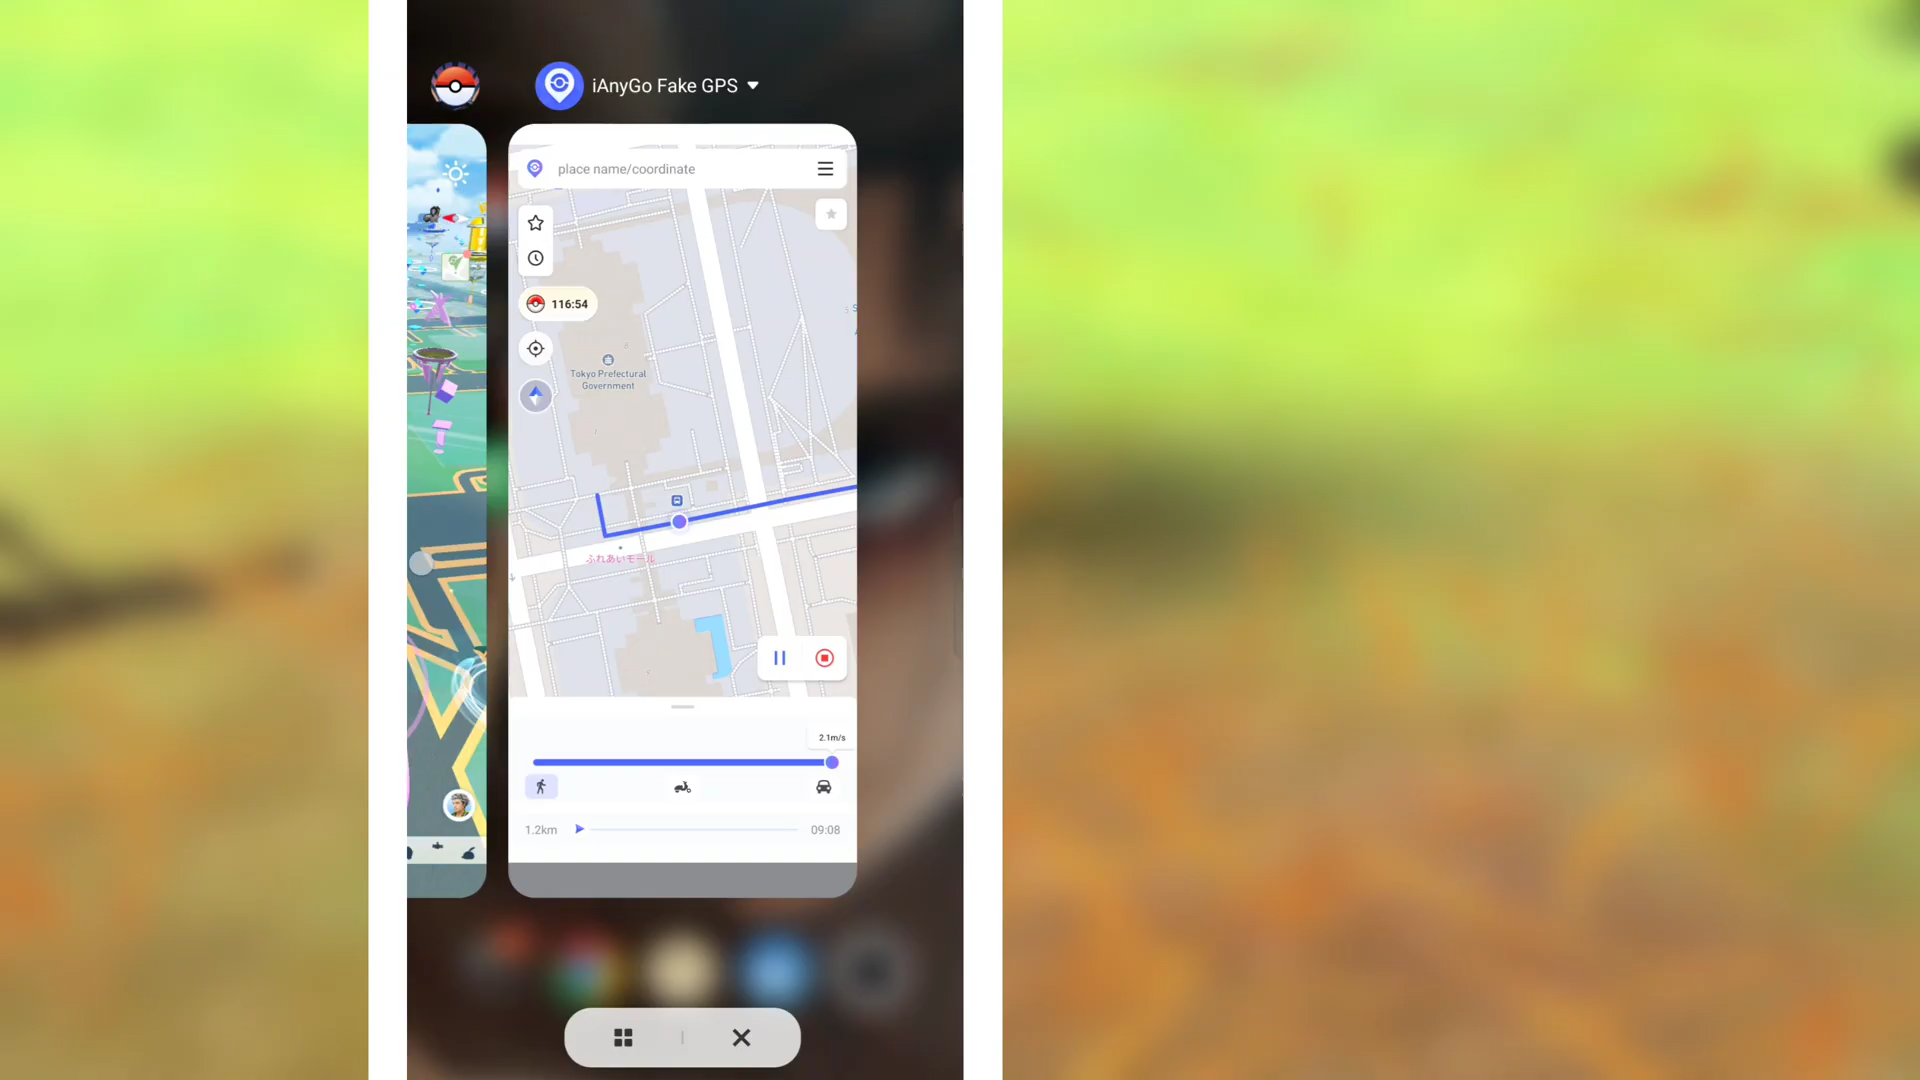 iAnyGo Fake GPS
place name/coordinate
116:54
Tokyo Prefectural
Government
ふれあいモール
2.1m/s
1.2km
09:08